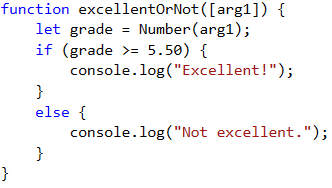 function excellentOrNot([arg1]) {
    let grade = Number(arg1);
    if (grade >= 5.50) {
        console.log("Excellent!");
    }
    else {
        console.log("Not excellent.");
    }
}